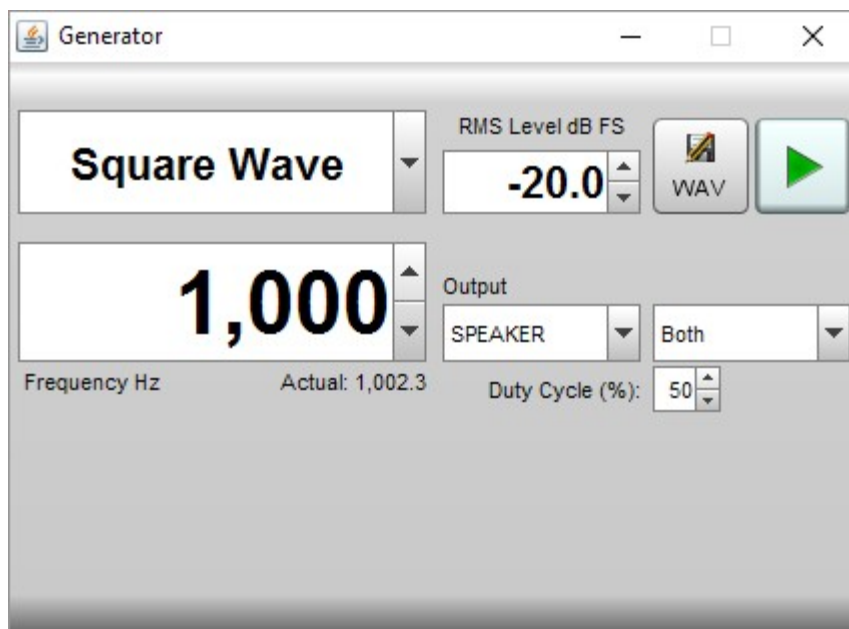 Generator
Square Wave
RMS Level dB FS
-20.0
WAV
1,000
Output
SPEAKER
Both
Frequency Hz
Actual: 1,002.3
Duty Cycle (%):
50